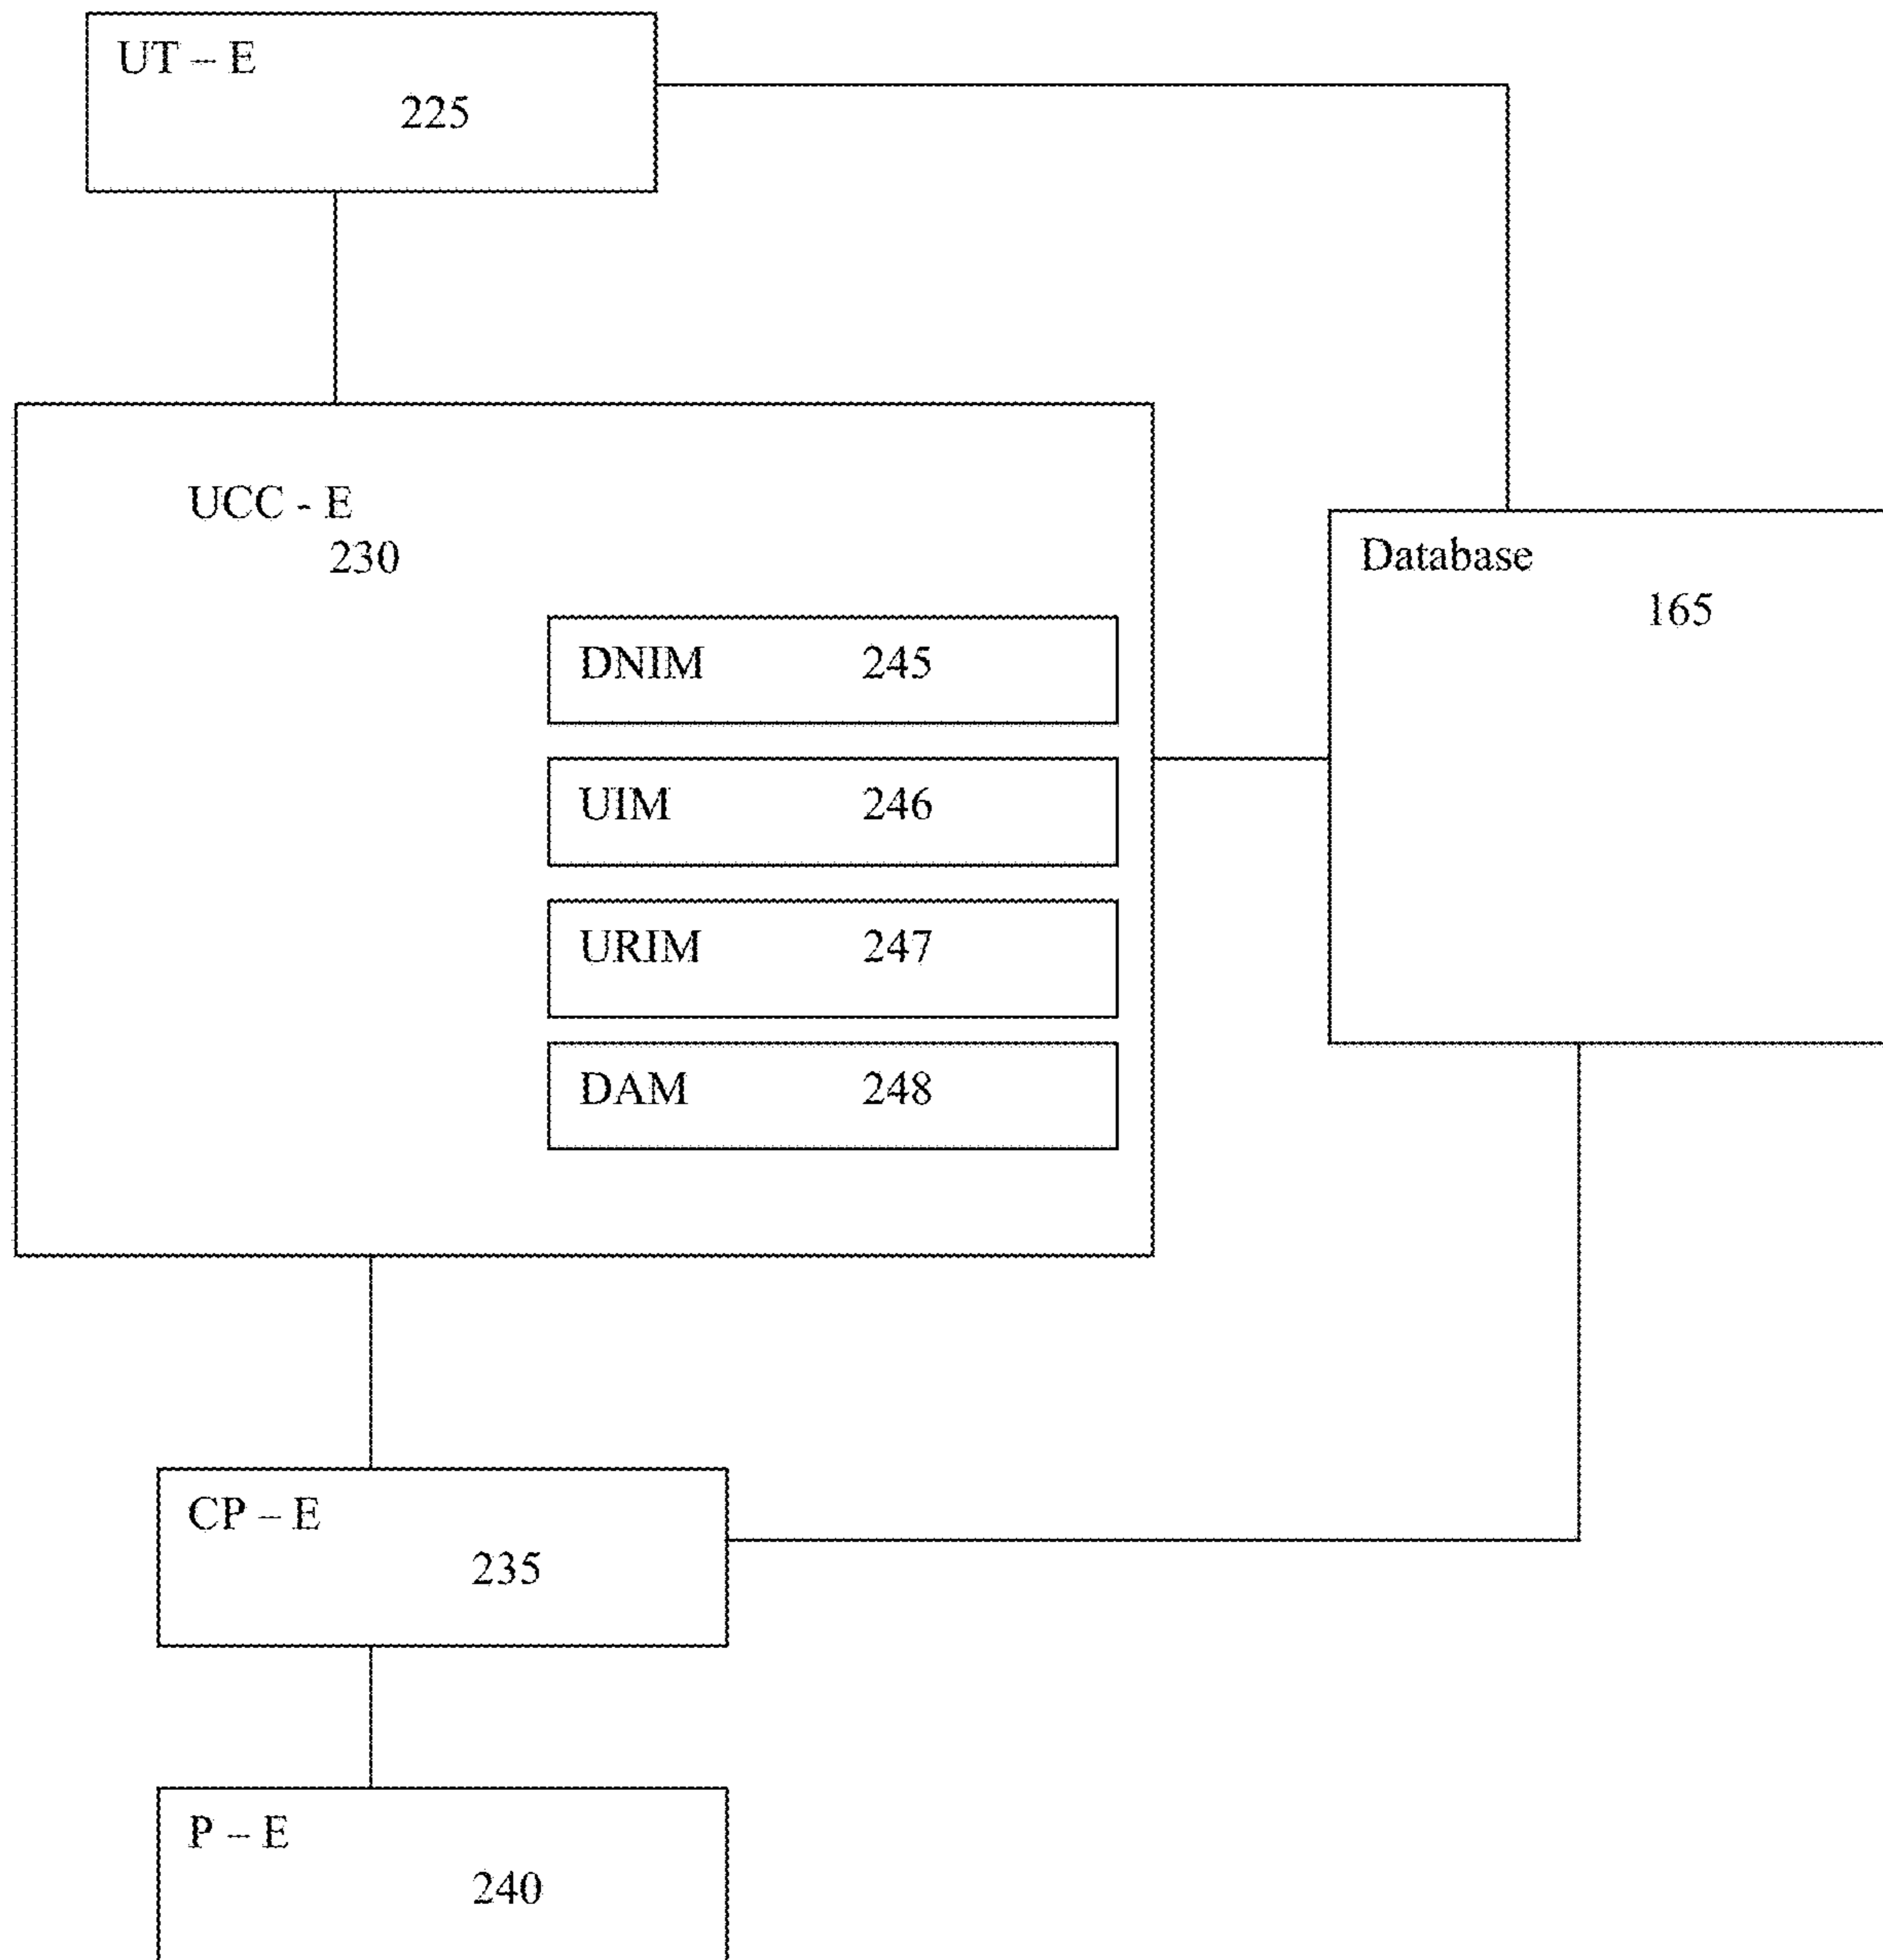 UT – E
225
UCC - E
230
Database
165
DNIM 245
UIM 246
URIM 247
DAM 248
CP – E
235
P – E
240